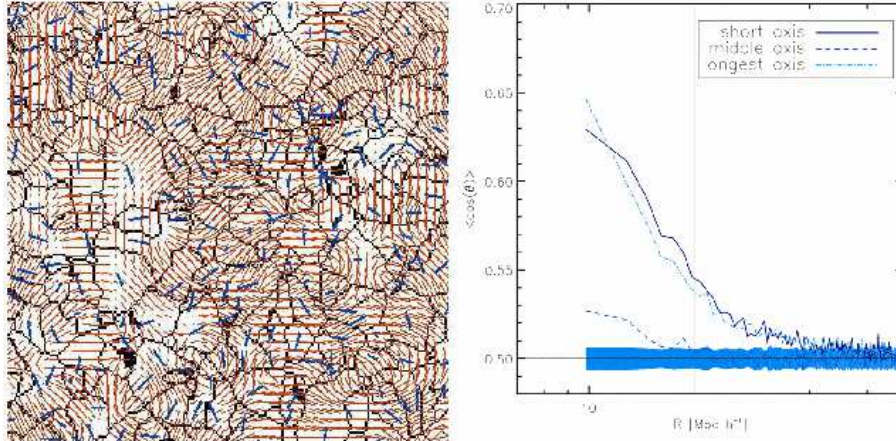 0.70
short axis
middle axis
ongest axis
0.65
0.60
<cos(θ)>
0.55
0.50
10
R [Mpc h⁻¹]